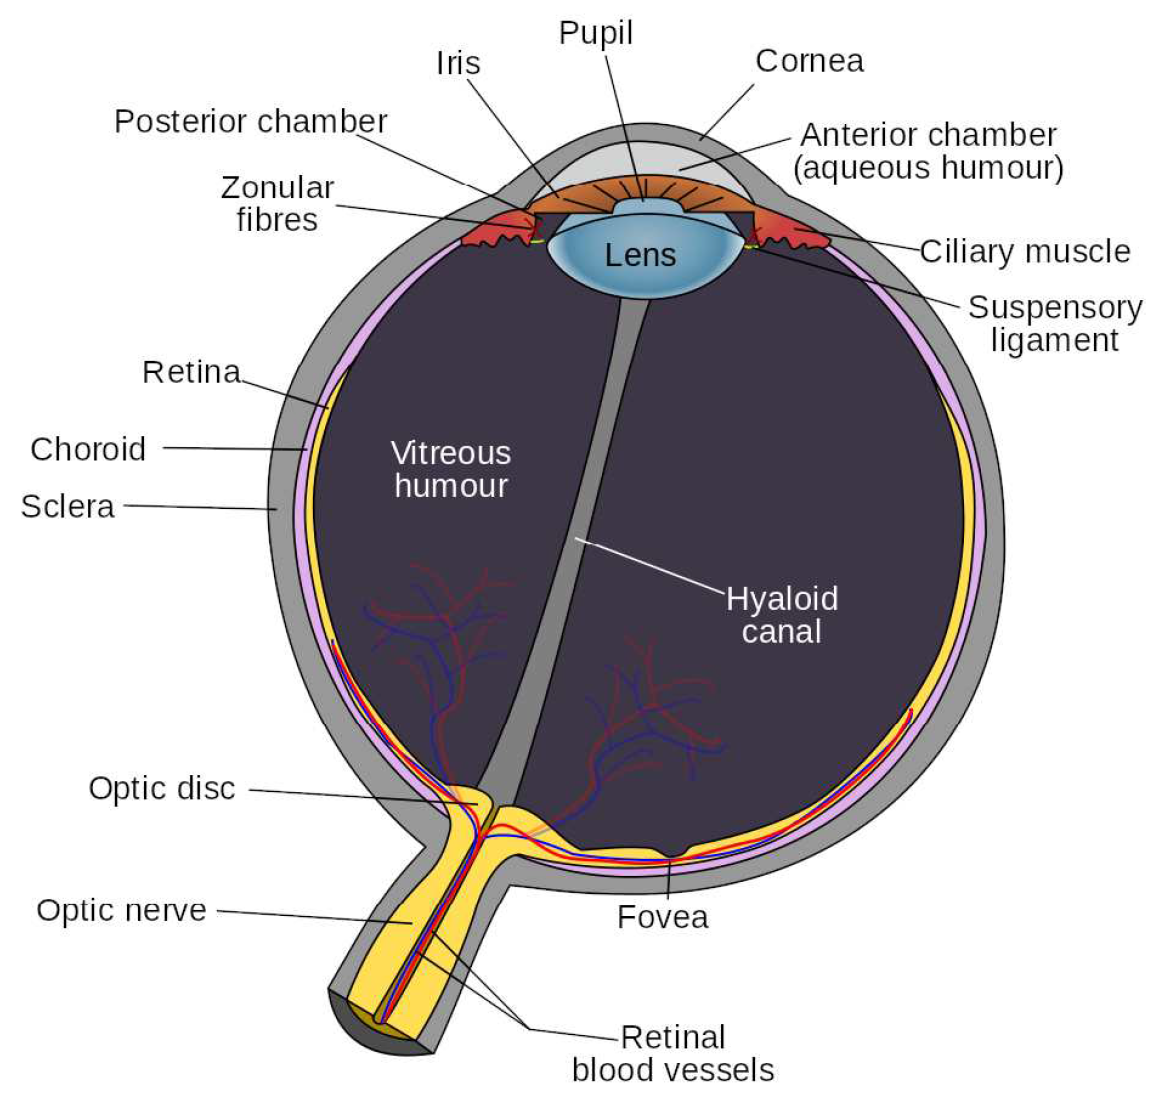 Pupil
Iris
Cornea
Posterior chamber
Anterior chamber
(aqueous humour)
Zonular
fibres
Lens
Ciliary muscle
Suspensory
ligament
Retina
Choroid
Vitreous
humour
Sclera
Hyaloid
canal
Optic disc
Optic nerve
Fovea
Retinal
blood vessels